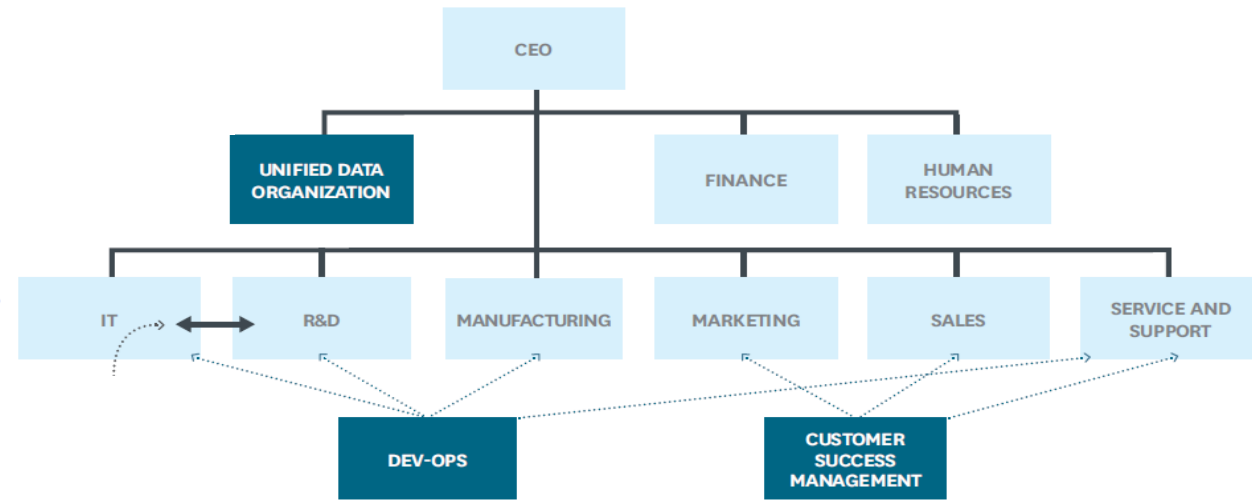 CEO
UNIFIED DATA
ORGANIZATION
FINANCE
HUMAN
RESOURCES
IT
R&D
MANUFACTURING
MARKETING
SALES
SERVICE AND
SUPPORT
DEV-OPS
CUSTOMER
SUCCESS
MANAGEMENT